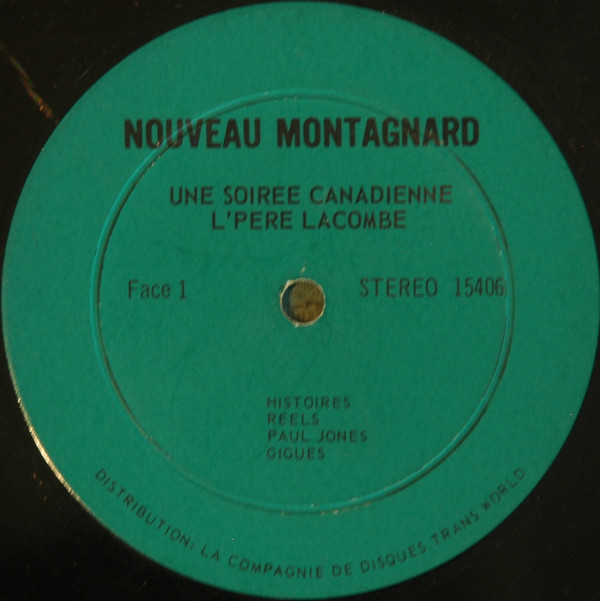 NOUVEAU MONTAGNARD
UNE SOIREE CANADIENNE
L'PERE LACOMBE
Face 1
STEREO 15406
HISTOIRES
REELS
PAUL JONES
GIGUES
DISTRIBUTION: LA COMPAGNIE DE DISQUES TRANS WORLD